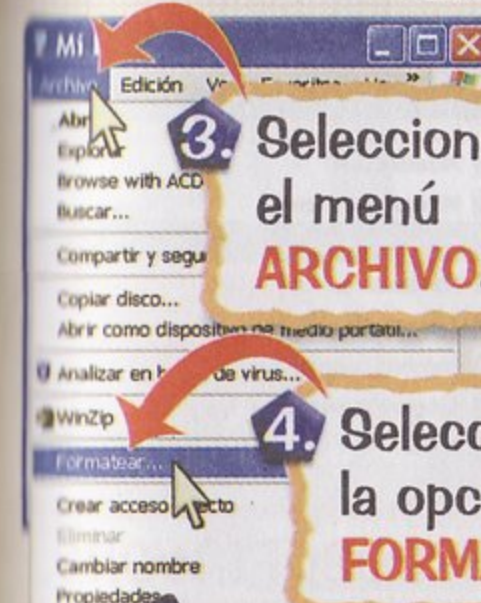 Mi
Archivo Edición
3. Seleccion
el menú
ARCHIVO.
Explorar
Browse with ACD
Buscar...
Compartir y segu
Copiar disco...
Abrir como dispositivo de medio portátil...
Analizar en b de virus...
WinZip
4. Selecc
la opc
FORM
Formatear...
Crear acceso ecto
Eliminar
Cambiar nombre
Propiedades